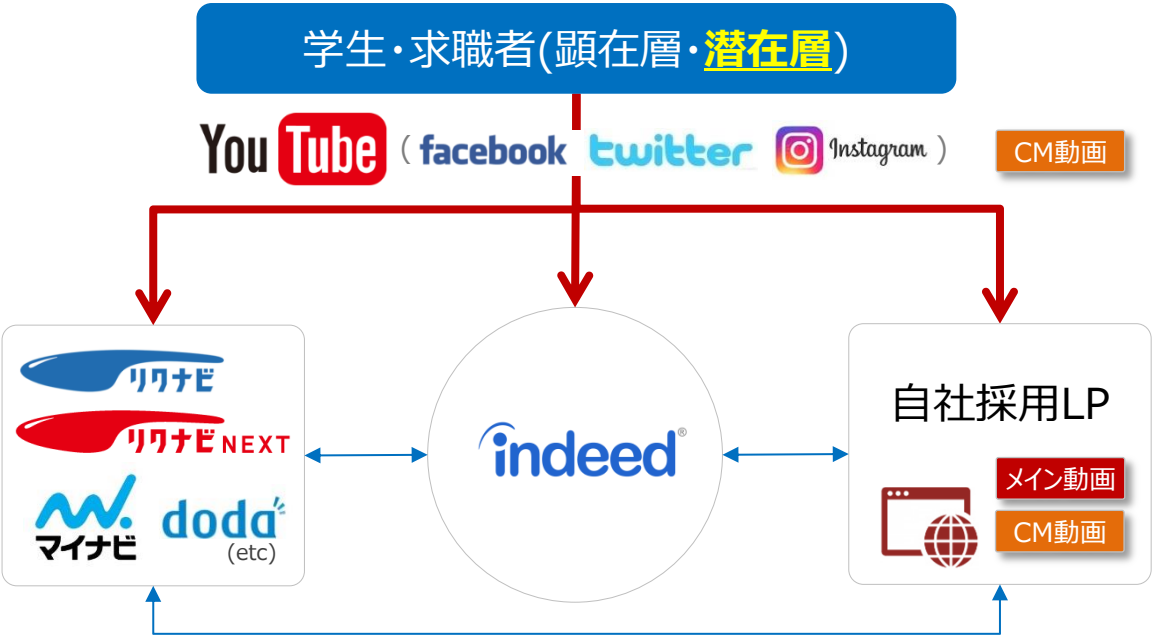 学生・求職者(顕在層・潜在層)
YouTube ( facebook twitter Instagram )
CM動画
リクナビ
リクナビNEXT
マイナビ
doda
(etc)
indeed®
自社採用LP
メイン動画
CM動画